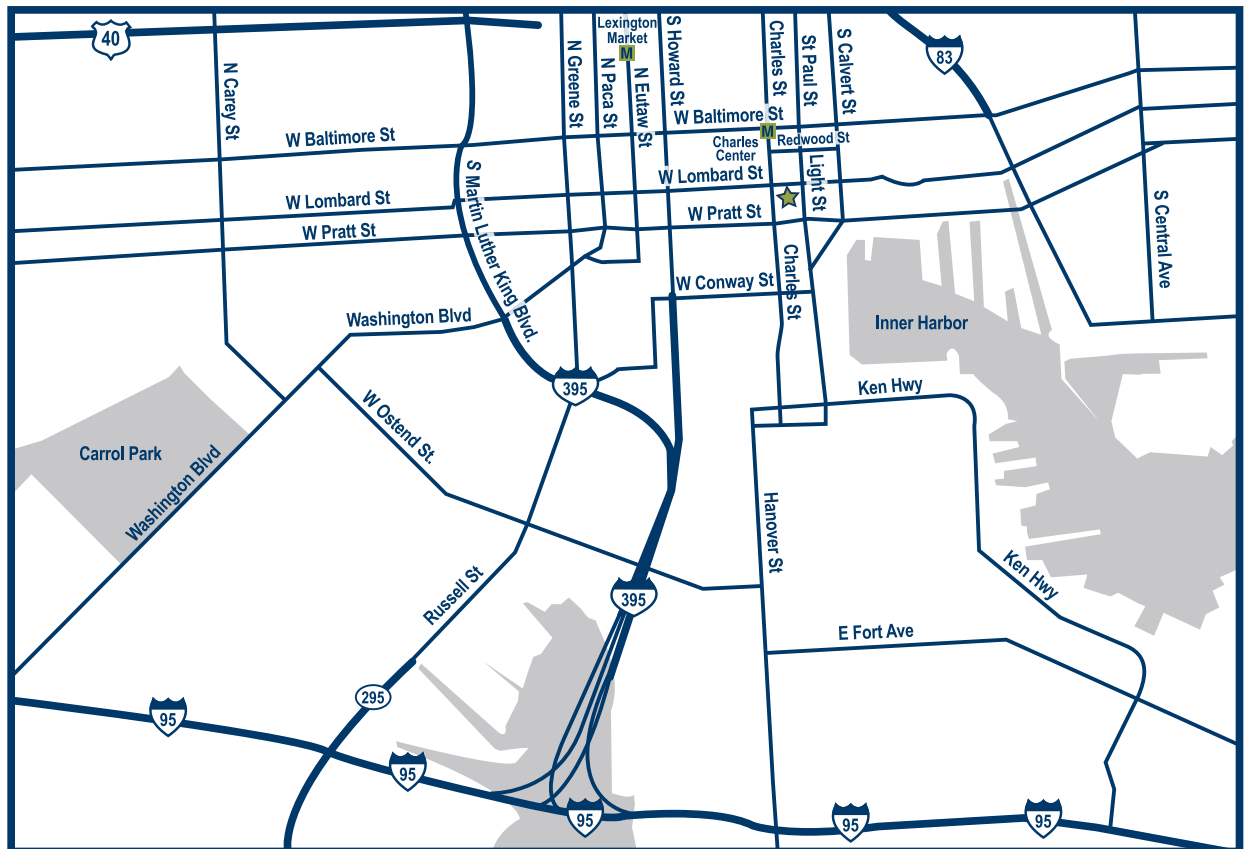 40
N Carey St
N Greene St
N Paca St
Lexington
Market
M
N Eutaw St
S Howard St
Charles St
St Paul St
S Calvert St
83
W Baltimore St
W Baltimore St
M
Charles
Center
Redwood St
S Martin Luther King Blvd.
W Lombard St
W Lombard St
Light St
W Pratt St
W Pratt St
S Central Ave
W Conway St
Charles St
Washington Blvd
Inner Harbor
395
Ken Hwy
W Ostend St.
Carrol Park
Washington Blvd
Hanover St
Ken Hwy
Russell St
395
E Fort Ave
295
95
95
95
95
95